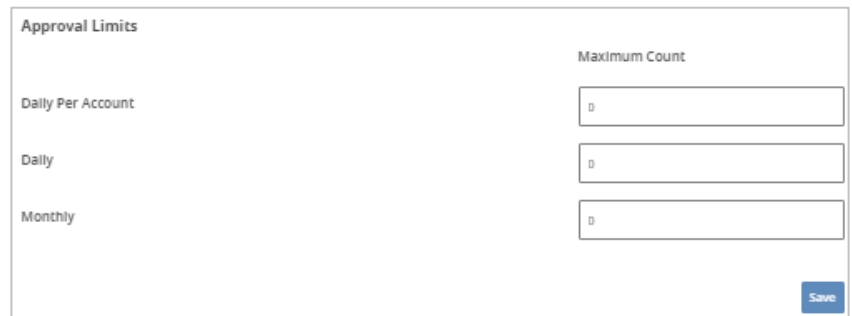 Approval Limits
Maximum Count
Daily Per Account
0
Daily
0
Monthly
0
Save